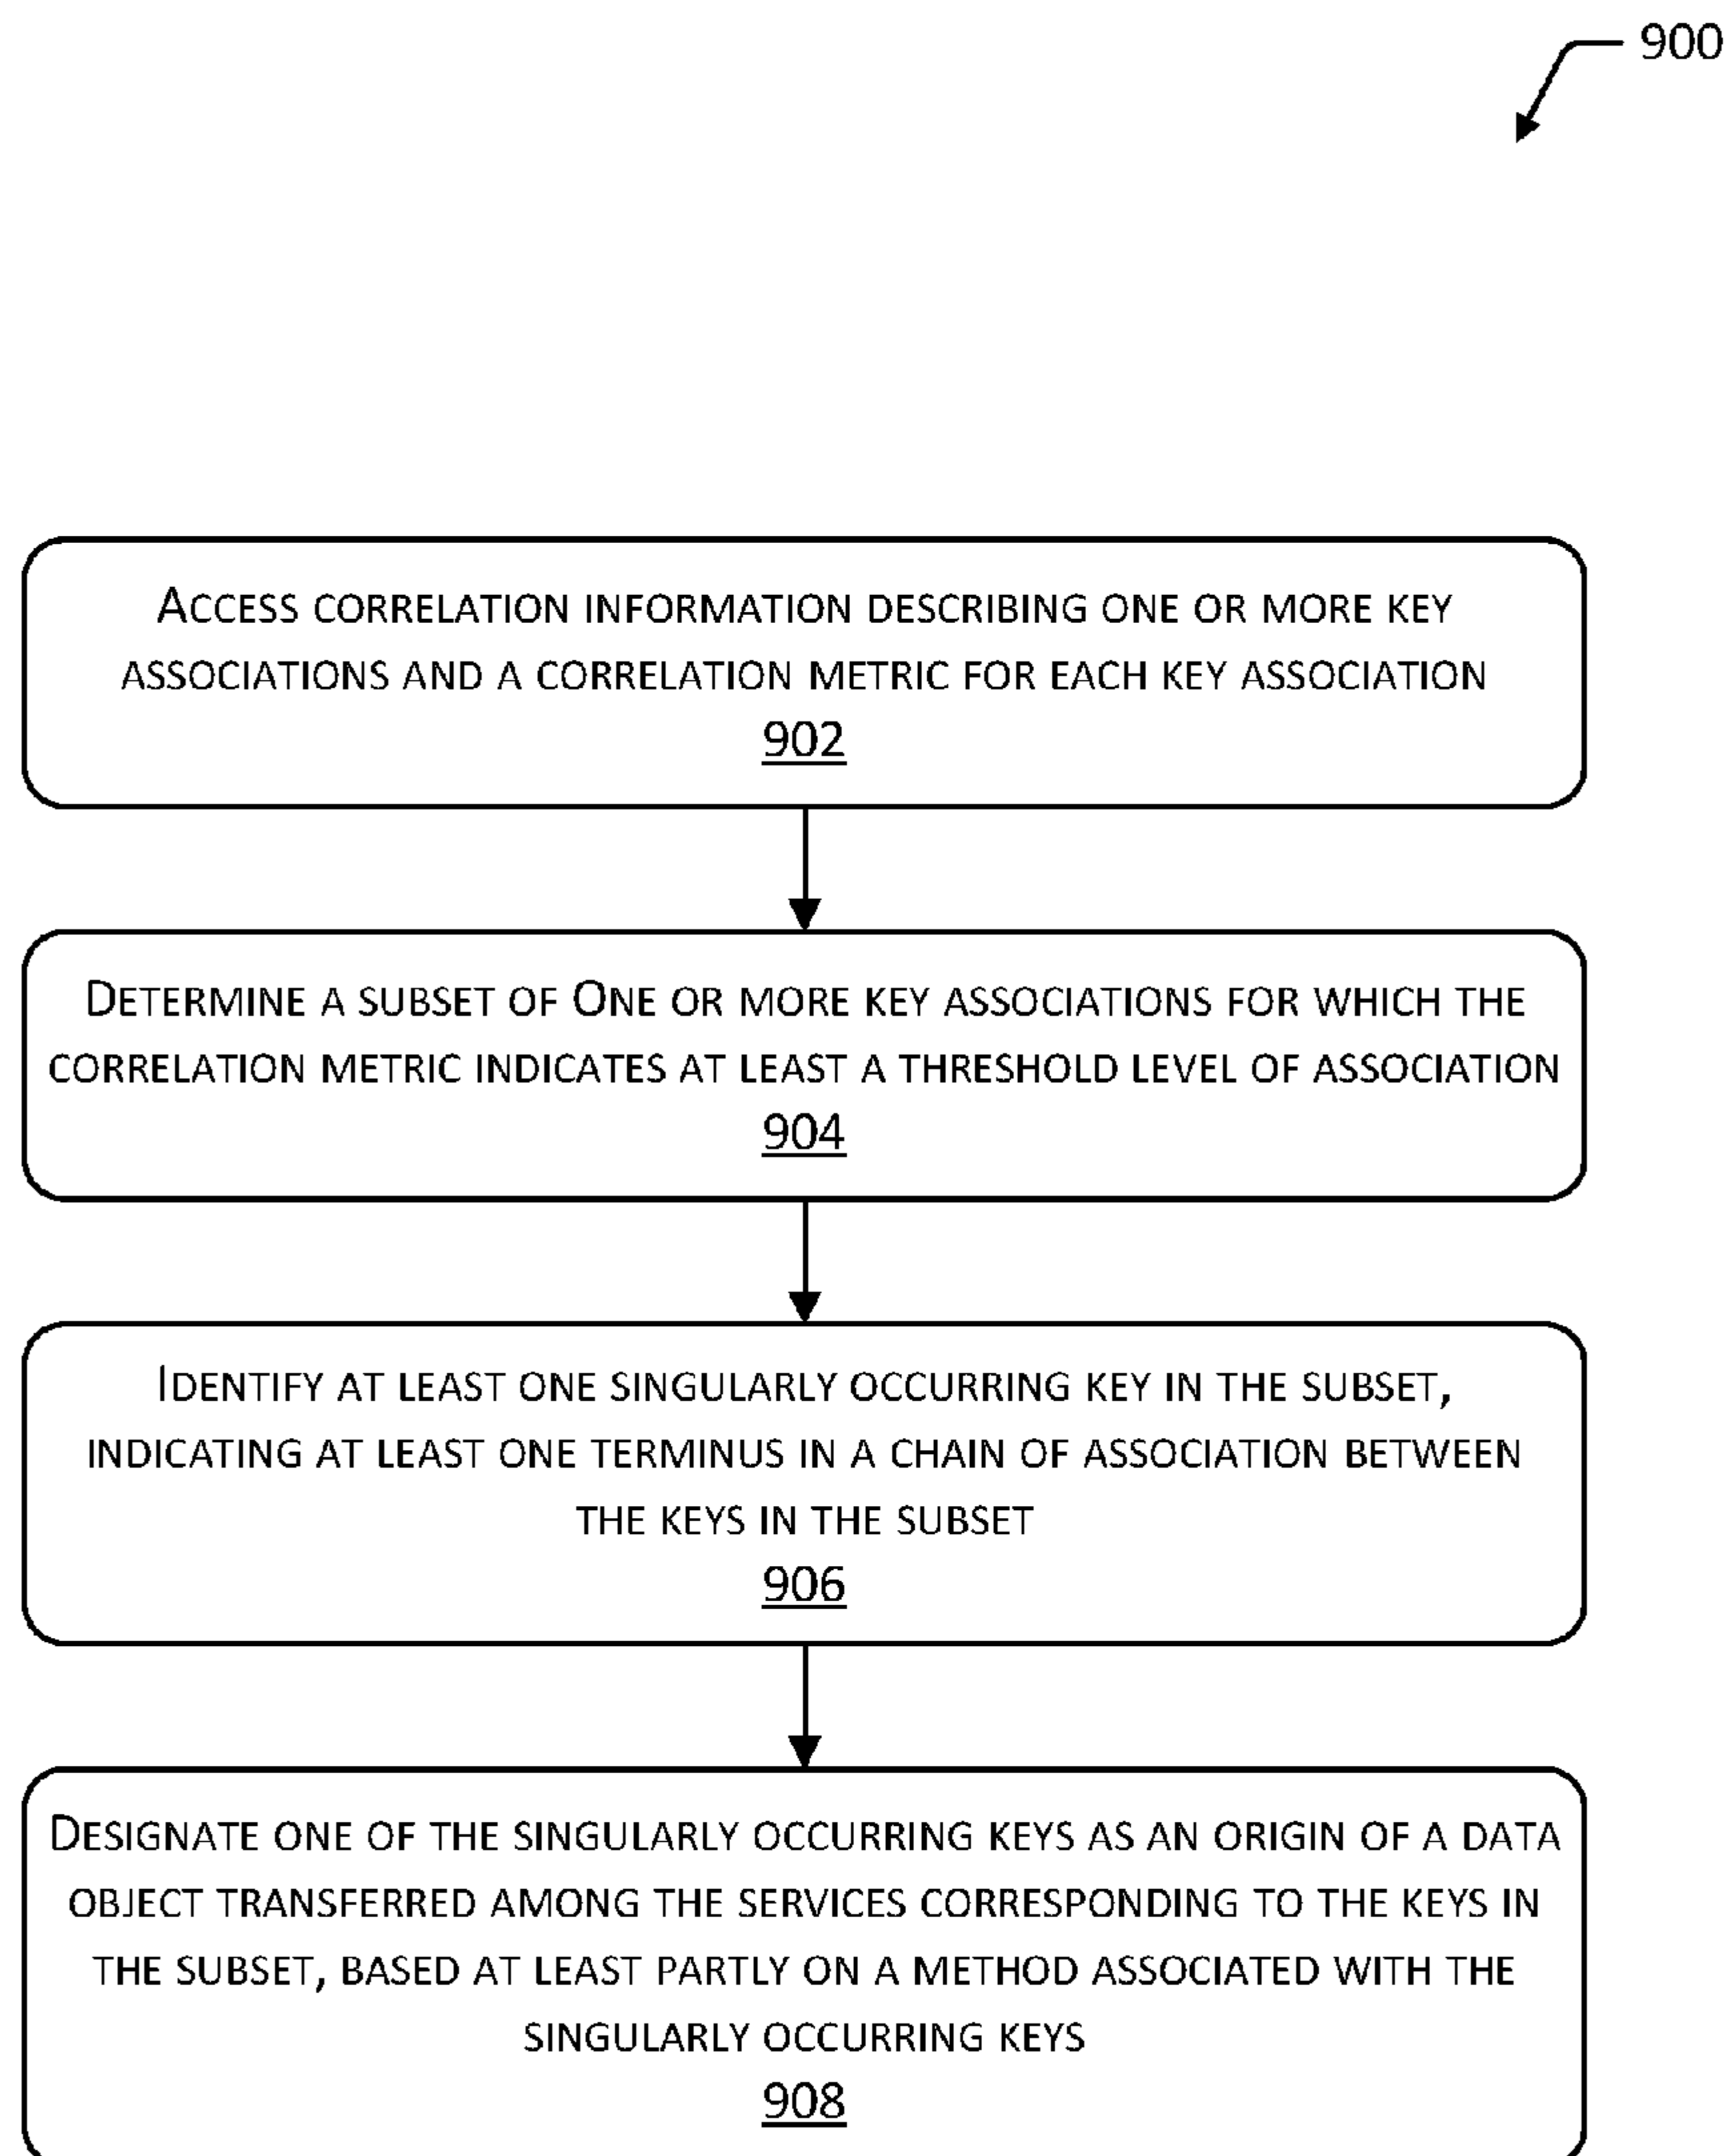 900
Access correlation information describing one or more key
associations and a correlation metric for each key association
902
Determine a subset of One or more key associations for which the
correlation metric indicates at least a threshold level of association
904
Identify at least one singularly occurring key in the subset,
indicating at least one terminus in a chain of association between
the keys in the subset
906
Designate one of the singularly occurring keys as an origin of a data
object transferred among the services corresponding to the keys in
the subset, based at least partly on a method associated with the
singularly occurring keys
908